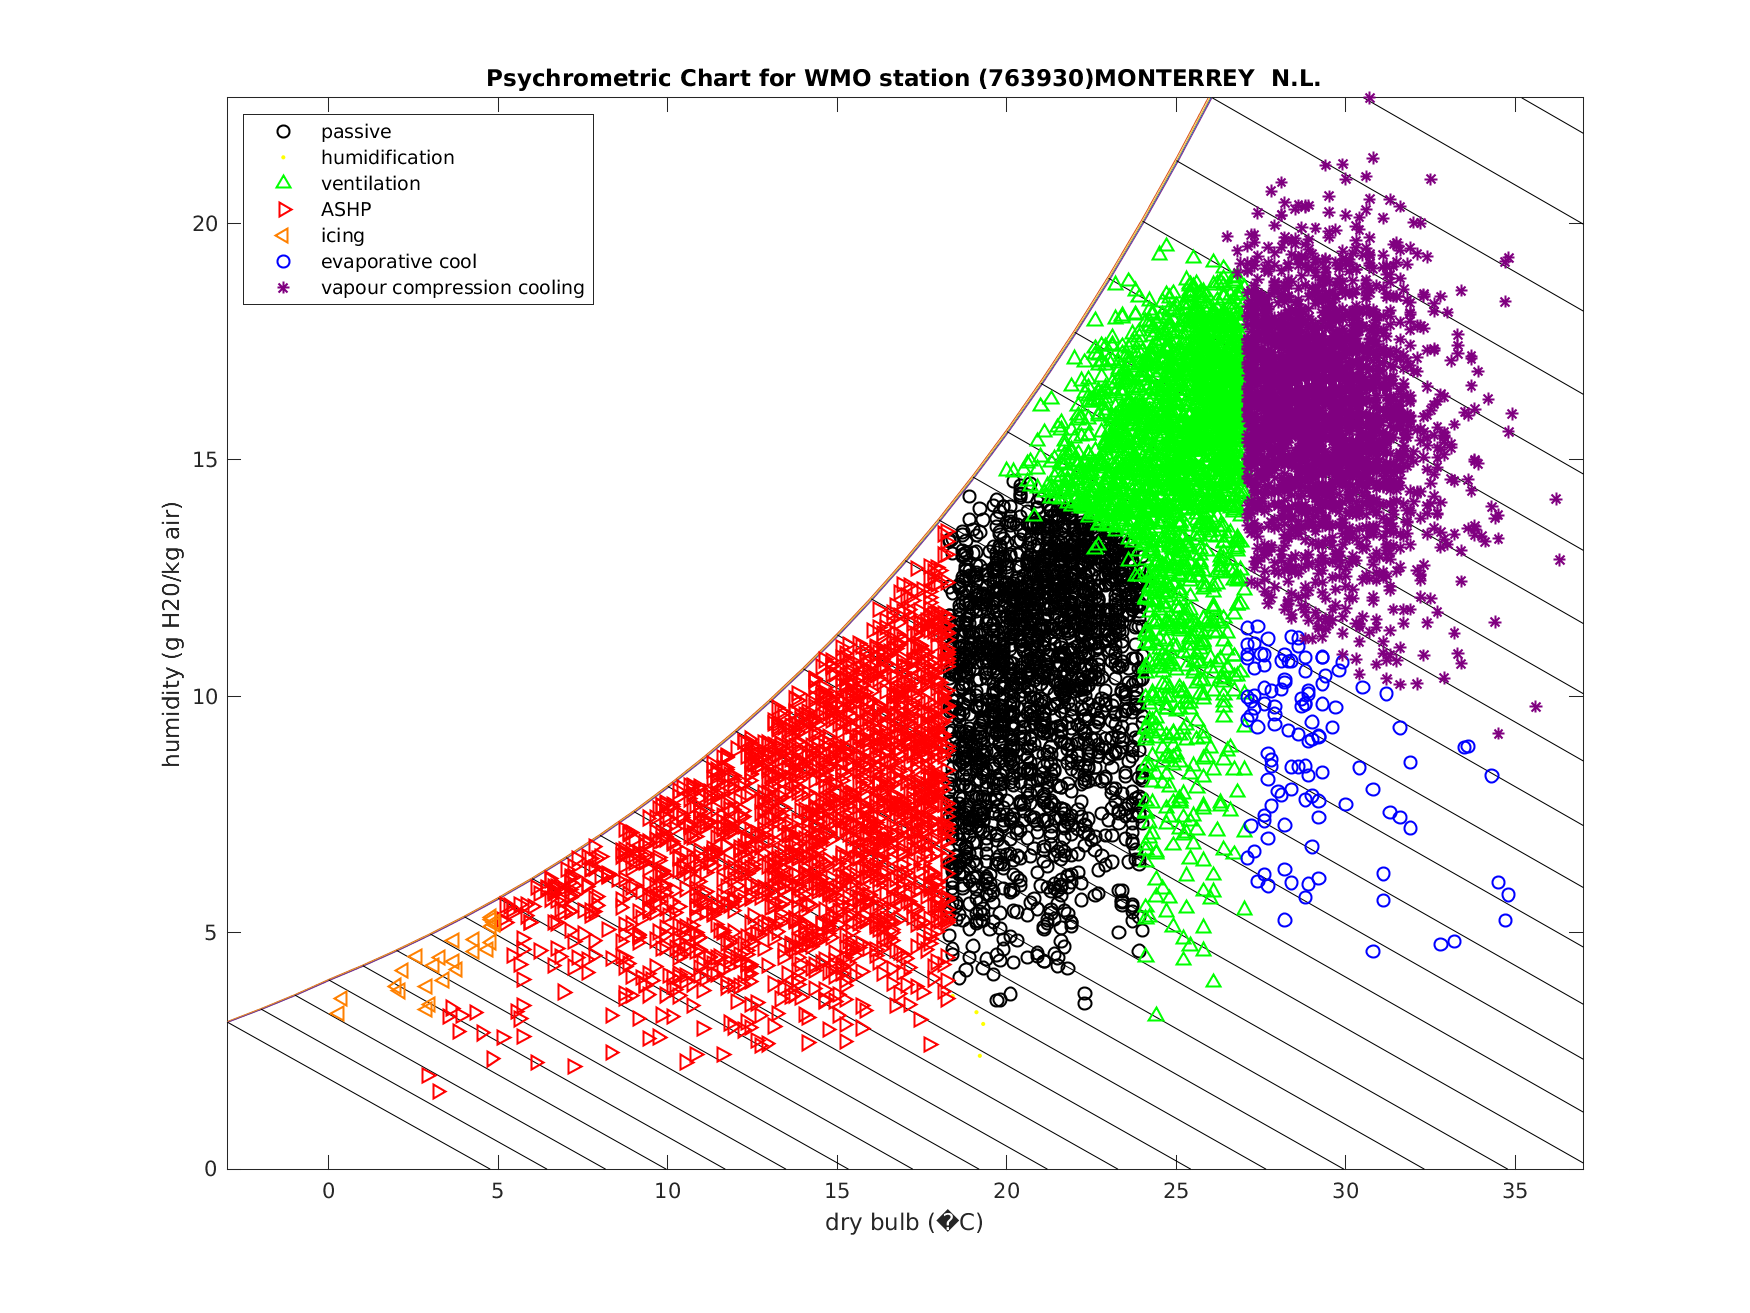 Psychrometric Chart for WMO station (763930)MONTERREY  N.L.
passive
humidification
ventilation
ASHP
icing
evaporative cool
vapour compression cooling
humidity (g H20/kg air)
20
15
10
5
0
0 5 10 15 20 25 30 35
dry bulb (�C)